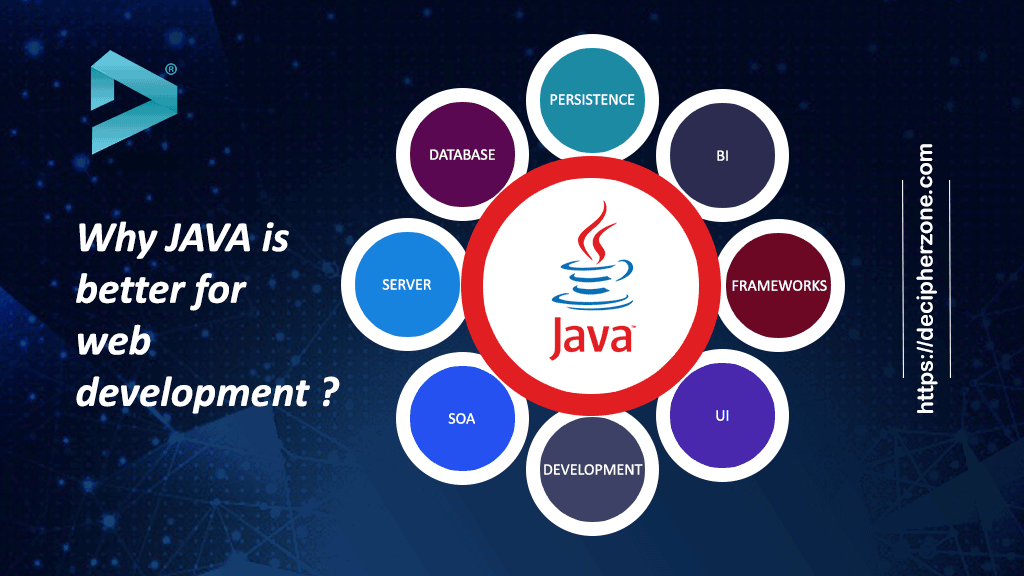 ®
Why JAVA is
better for
web
development ?
PERSISTENCE
DATABASE
BI
SERVER
FRAMEWORKS
SOA
UI
DEVELOPMENT
Java™
https://decipherzone.com